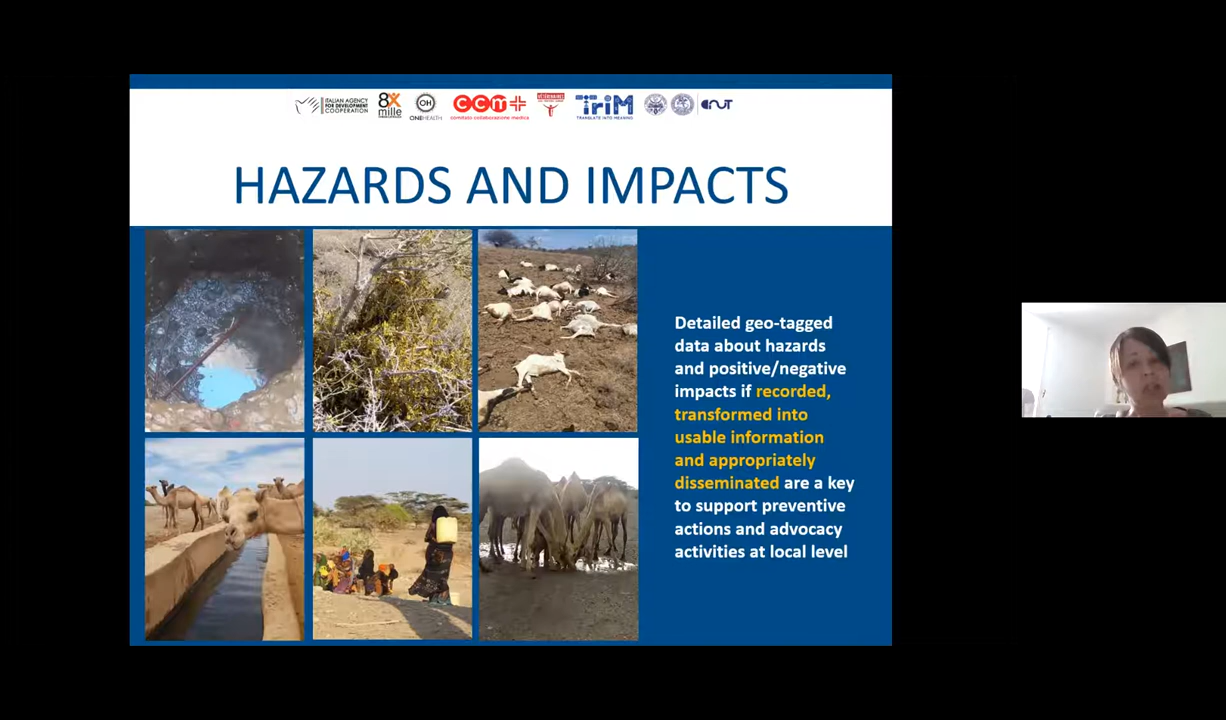 ITALIAN AGENCY
FOR DEVELOPMENT
COOPERATION
8X
mille
OH
ONEHEALTH
ccm
comitato collaborazione medica
TriM
TRANSLATE INTO MEANING
HAZARDS AND IMPACTS
Detailed geo-tagged
data about hazards
and positive/negative
impacts if recorded,
transformed into
usable information
and appropriately
disseminated are a key
to support preventive
actions and advocacy
activities at local level